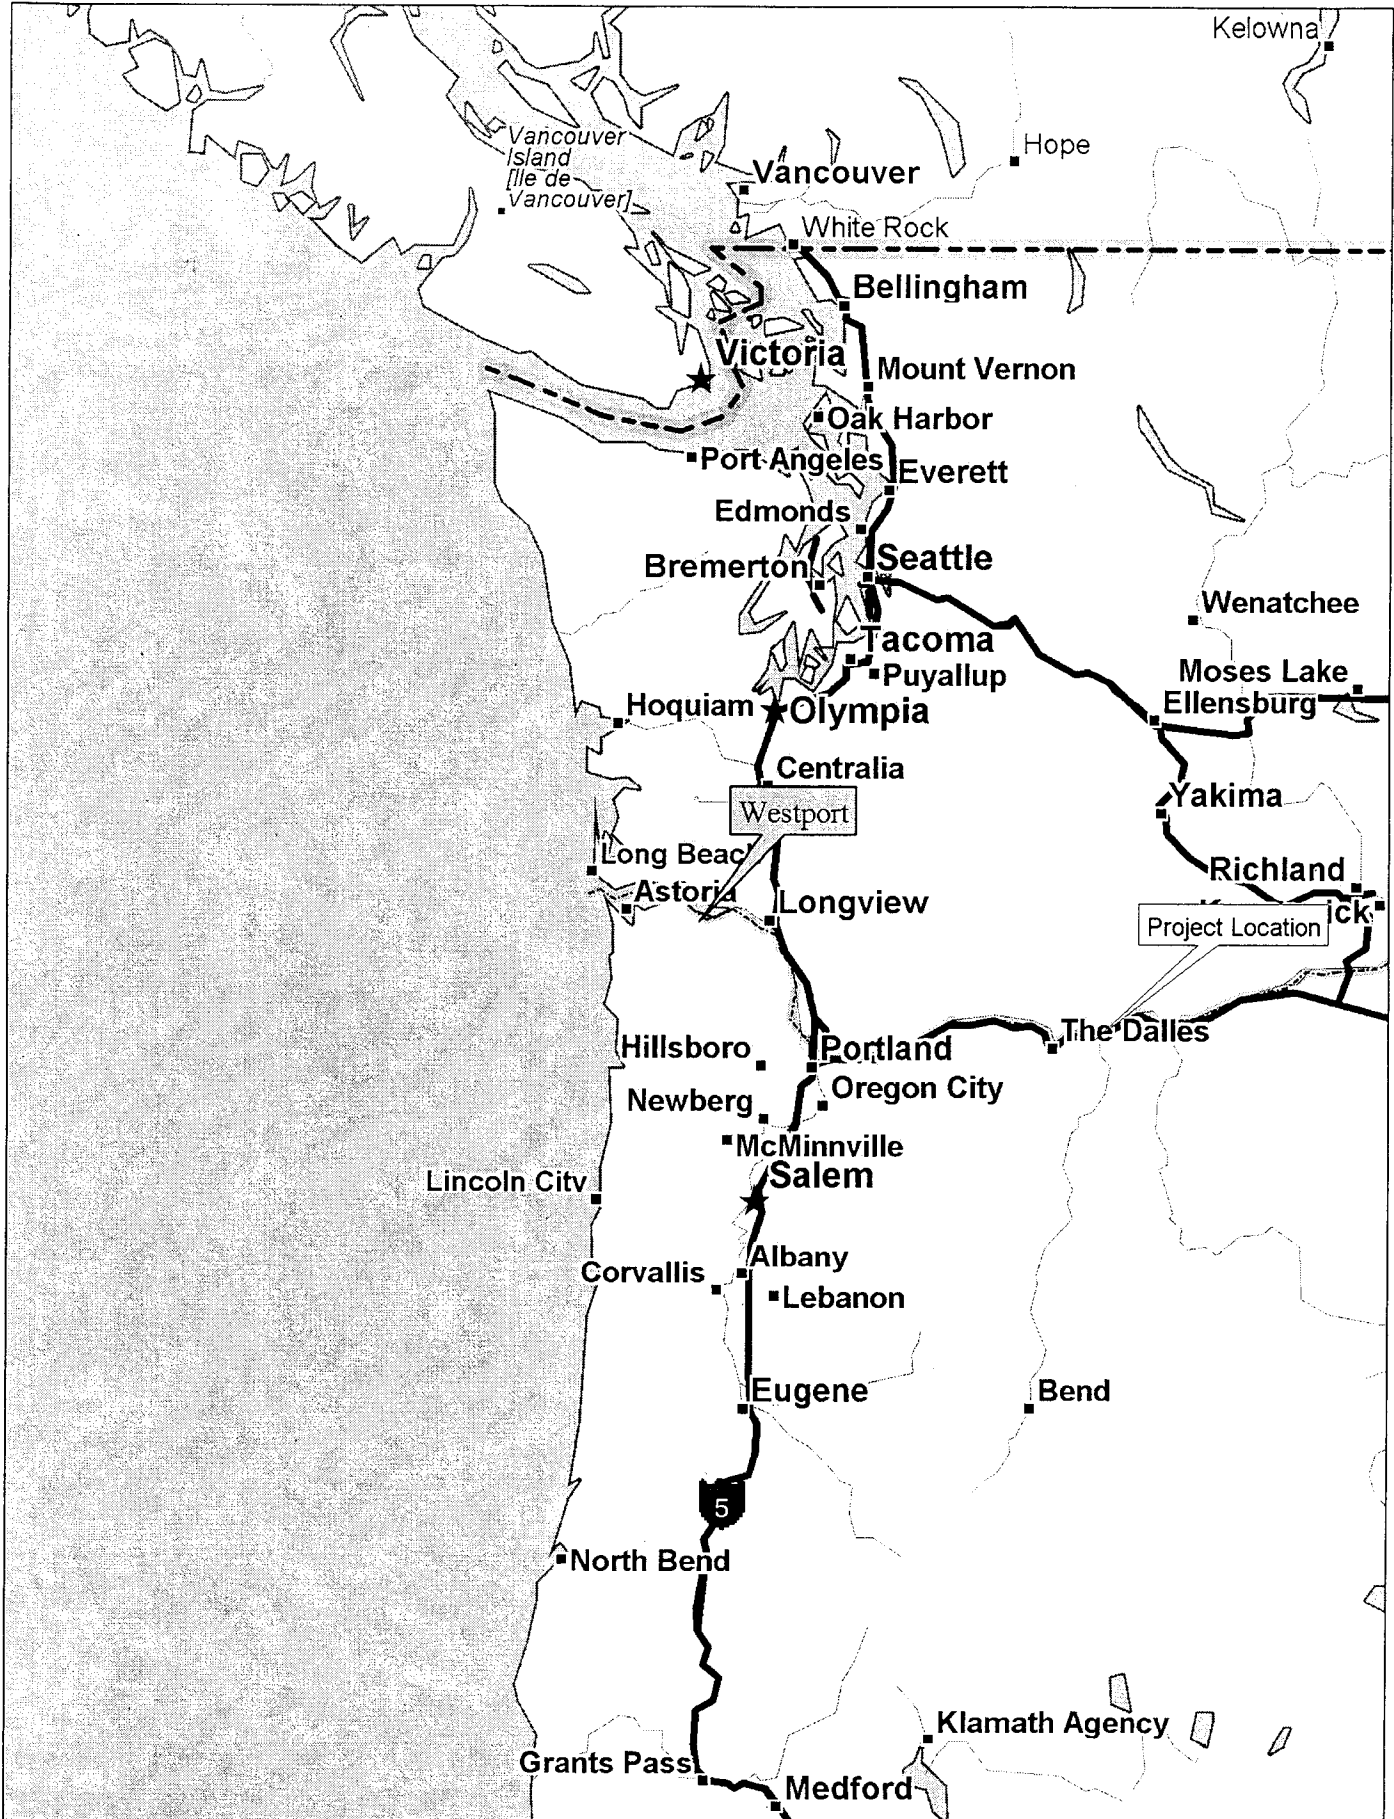 Kelowna
Hope
Vancouver
Island
[Ile de
Vancouver]
Vancouver
White Rock
Bellingham
Victoria
Mount Vernon
Oak Harbor
Port Angeles
Everett
Edmonds
Seattle
Bremerton
Wenatchee
Tacoma
Puyallup
Moses Lake
Ellensburg
Hoquiam
Olympia
Centralia
Yakima
Westport
Long Beach
Richland
Astoria
Longview
ick
Project Location
The Dalles
Hillsboro
Portland
Oregon City
Newberg
McMinnville
Salem
Lincoln City
Albany
Corvallis
Lebanon
Eugene
Bend
5
North Bend
Klamath Agency
Grants Pass
Medford